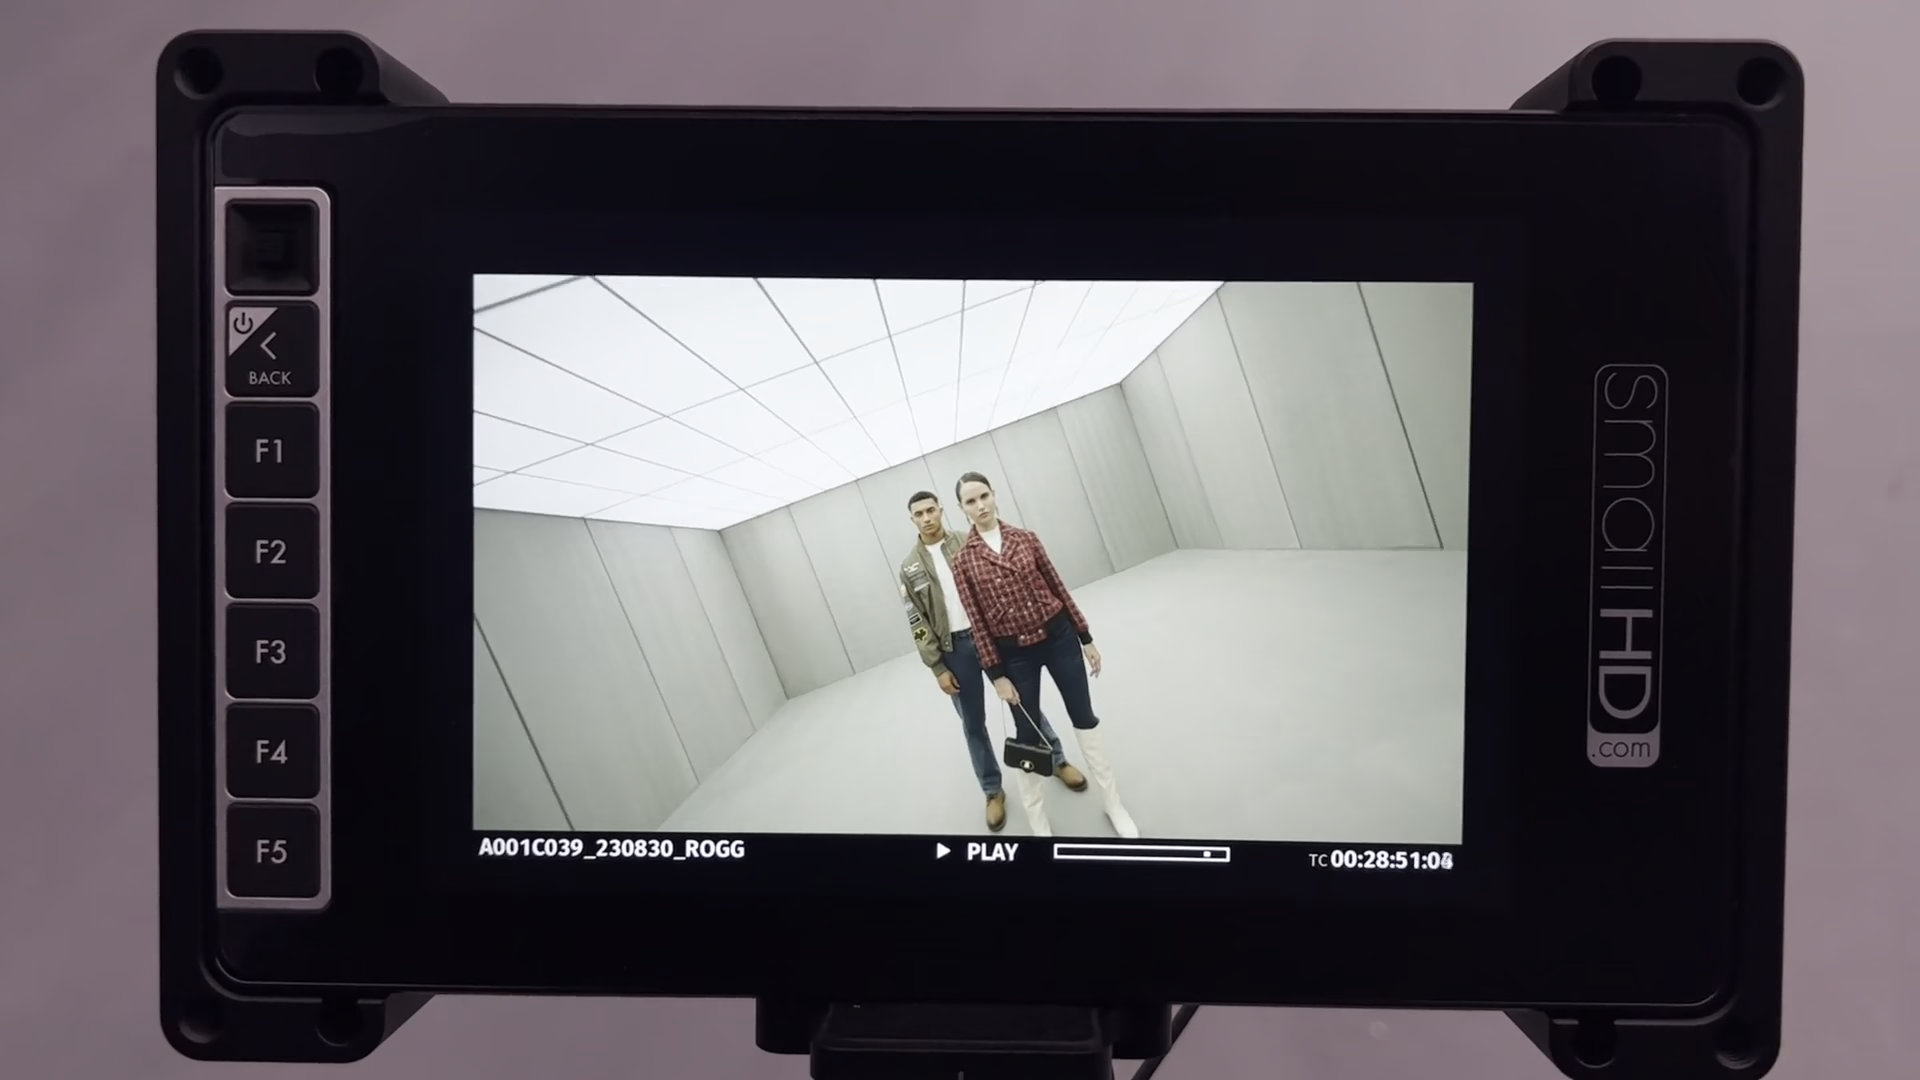 BACK
F1
F2
F3
F4
F5
A001C039_230830_ROGG
PLAY
TC 00:28:51:0
smallHD
.com